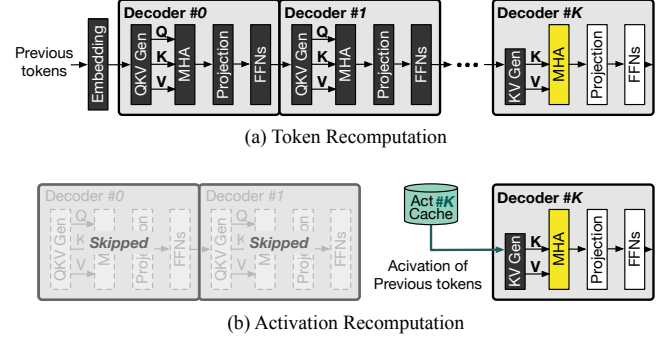 Decoder #0
Decoder #1
Decoder #K
Previous
tokens
Embedding
QKV Gen
Q
K
V
MHA
Projection
FFNs
QKV Gen
Q
K
V
MHA
Projection
FFNs
KV Gen
K
V
MHA
Projection
FFNs
(a) Token Recomputation
Decoder #0
Decoder #1
Decoder #K
QKV Gen
Q
K
V
M
Skipped
Projection
FFNs
QKV Gen
Q
K
V
M
Skipped
Projection
FFNs
Act #K
Cache
Acivation of
Previous tokens
KV Gen
K
V
MHA
Projection
FFNs
(b) Activation Recomputation